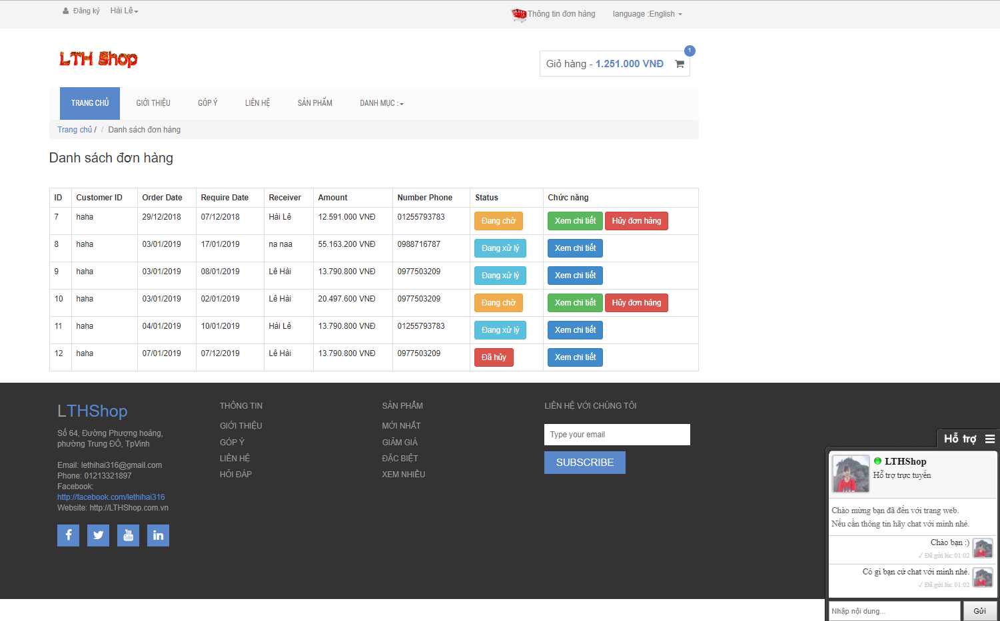 Đăng ký Hải Lê
Thông tin đơn hàng language :English
LTH Shop
1
Giỏ hàng - 1.251.000 VNĐ
TRANG CHỦ GIỚI THIỆU GÓP Ý LIÊN HỆ SẢN PHẨM DANH MỤC :
Trang chủ / / Danh sách đơn hàng
Danh sách đơn hàng
ID Customer ID Order Date Require Date Receiver Amount Number Phone Status Chức năng
7 haha 29/12/2018 07/12/2018 Hải Lê 12.591.000 VNĐ 01255793783 Đang chờ Xem chi tiết Hủy đơn hàng
8 haha 03/01/2019 17/01/2019 na naa 55.163.200 VNĐ 0988716787 Đang xử lý Xem chi tiết
9 haha 03/01/2019 08/01/2019 Lê Hải 13.790.800 VNĐ 0977503209 Đang xử lý Xem chi tiết
10 haha 03/01/2019 02/01/2019 Lê Hải 20.497.600 VNĐ 0977503209 Đang chờ Xem chi tiết Hủy đơn hàng
11 haha 04/01/2019 10/01/2019 Hải Lê 13.790.800 VNĐ 01255793783 Đang xử lý Xem chi tiết
12 haha 07/01/2019 07/12/2019 Lê Hải 13.790.800 VNĐ 0977503209 Đã hủy Xem chi tiết
LTHShop
Số 64, Đường Phượng hoàng,
phường Trung ĐÔ, TpVinh
Email: lethihai316@gmail.com
Phone: 01213321897
Facebook:
http://facebook.com/lethihai316
Website: http://LTHShop.com.vn
THÔNG TIN
GIỚI THIỆU
GÓP Ý
LIÊN HỆ
HỎI ĐÁP
SẢN PHẨM
MỚI NHẤT
GIẢM GIÁ
ĐẶC BIỆT
XEM NHIỀU
LIÊN HỆ VỚI CHÚNG TÔI
Type your email
SUBSCRIBE
Hỗ trợ
LTHShop
Hỗ trợ trực tuyến
Chào mừng bạn đã đến với trang web.
Nếu cần thông tin hãy chat với mình nhé.
Chào bạn :)
✓ Đã gửi lúc 01:02
Có gì bạn cứ chat với mình nhé.
✓ Đã gửi lúc 01:02
Nhập nội dung... Gửi